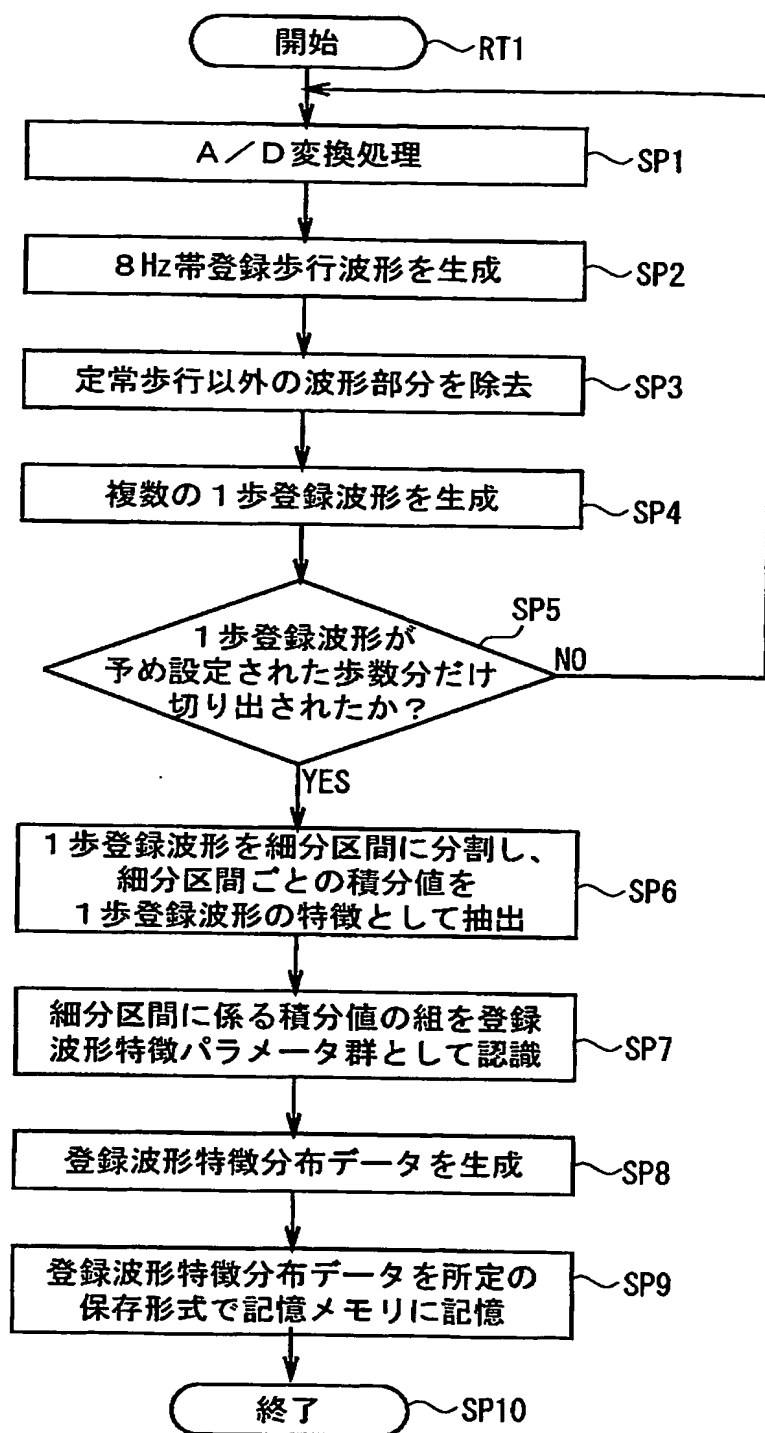 開始
RT1
A/D変換処理
SP1
8Hz帯登録歩行波形を生成
SP2
定常歩行以外の波形部分を除去
SP3
複数の1歩登録波形を生成
SP4
1歩登録波形が
予め設定された歩数分だけ
切り出されたか?
SP5
NO
YES
1歩登録波形を細分区間に分割し、
細分区間ごとの積分値を
1歩登録波形の特徴として抽出
SP6
細分区間に係る積分値の組を登録
波形特徴パラメータ群として認識
SP7
登録波形特徴分布データを生成
SP8
登録波形特徴分布データを所定の
保存形式で記憶メモリに記憶
SP9
終了
SP10